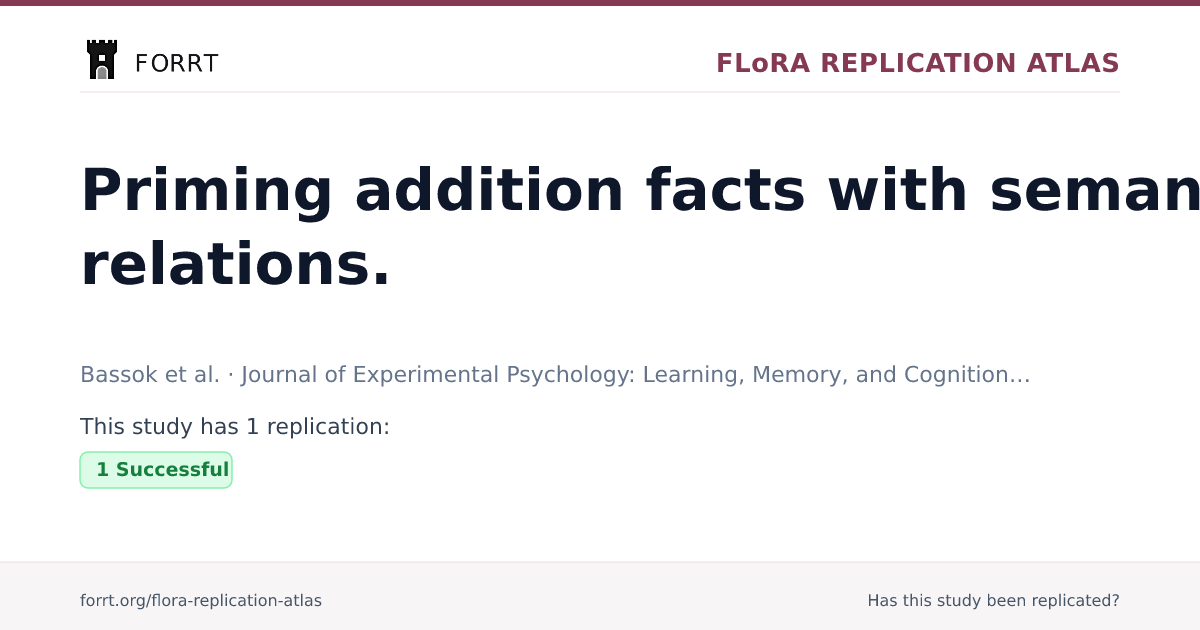 FORRT
FLoRA REPLICATION ATLAS
Priming addition facts with seman
relations.
Bassok et al. · Journal of Experimental Psychology: Learning, Memory, and Cognition...
This study has 1 replication:
1 Successful
forrt.org/flora-replication-atlas
Has this study been replicated?